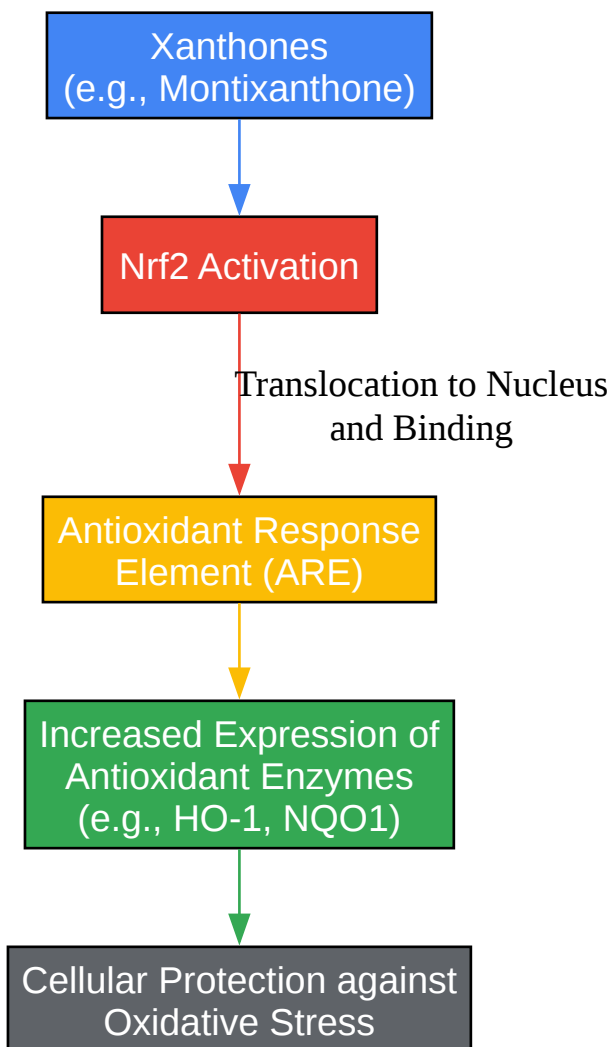 Xanthones
(e.g., Montixanthone)
Nrf2 Activation
Translocation to Nucleus
and Binding
Antioxidant Response
Element (ARE)
Increased Expression of
Antioxidant Enzymes
(e.g., HO-1, NQO1)
Cellular Protection against
Oxidative Stress